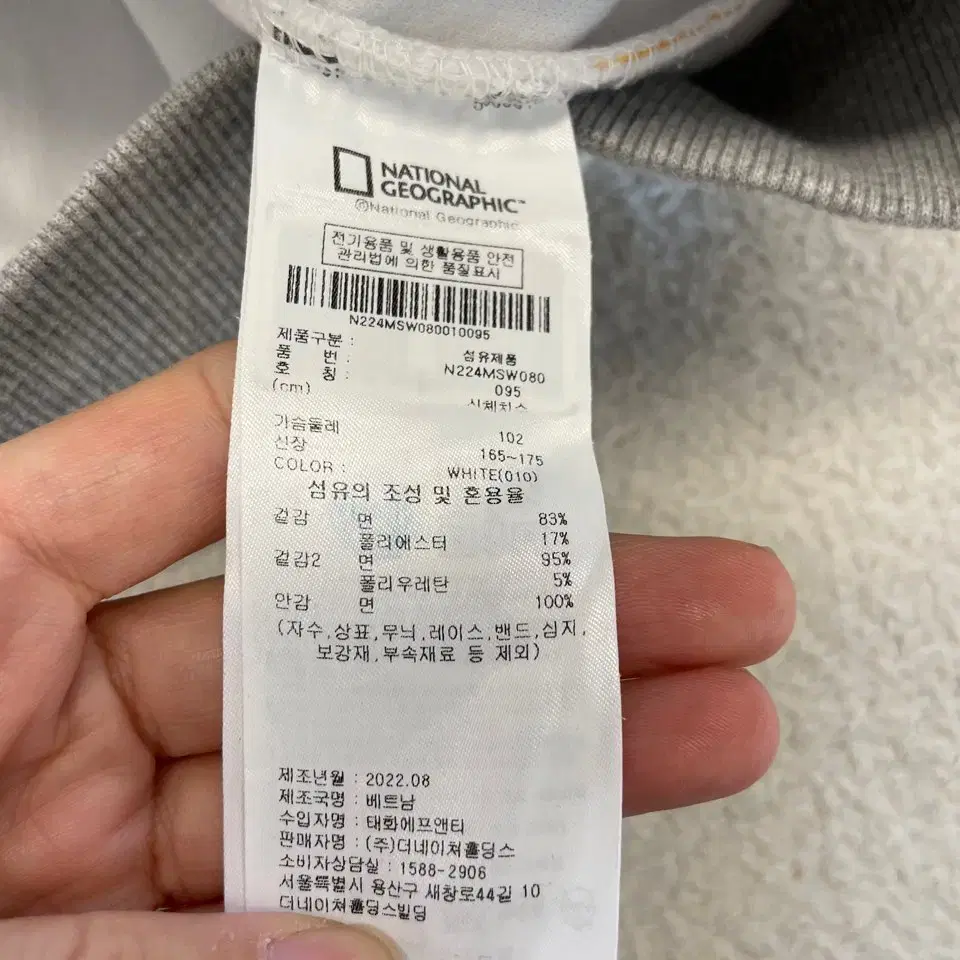 NATIONAL
GEOGRAPHIC™
©National Geographic
전기용품 및 생활용품 안전
관리법에 의한 품질표시
N224MSW080010095
제품구분 : 섬유제품
품 번 : N224MSW080
호 칭 : 095
(cm) 신체치수
가슴둘레 102
신장 165~175
COLOR : WHITE(010)
섬유의 조성 및 혼용율
겉감 면 83%
폴리에스터 17%
겉감2 면 95%
폴리우레탄 5%
안감 면 100%
(자수,상표,무늬,레이스,밴드,심지,
보강재,부속재료 등 제외)
제조년월 : 2022.08
제조국명 : 베트남
수입자명 : 태화에프앤티
판매자명 : (주)더네이쳐홀딩스
소비자상담실 : 1588-2906
서울특별시 용산구 새창로44길 10
더네이쳐홀딩스빌딩